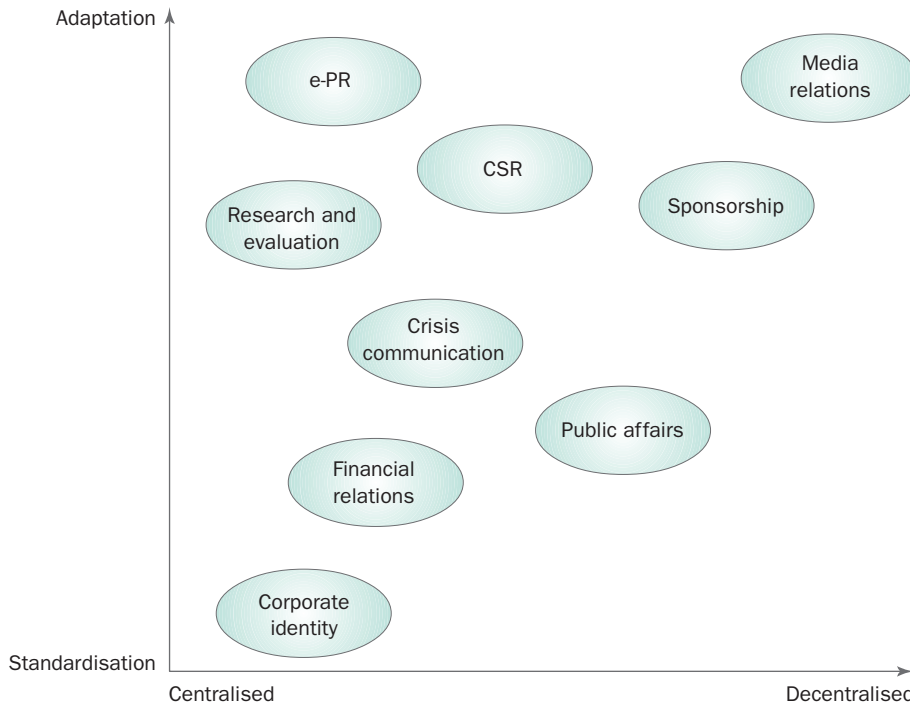 Adaptation
e-PR
Media
relations
CSR
Sponsorship
Research and
evaluation
Crisis
communication
Public affairs
Financial
relations
Corporate
identity
Standardisation
Centralised
Decentralised